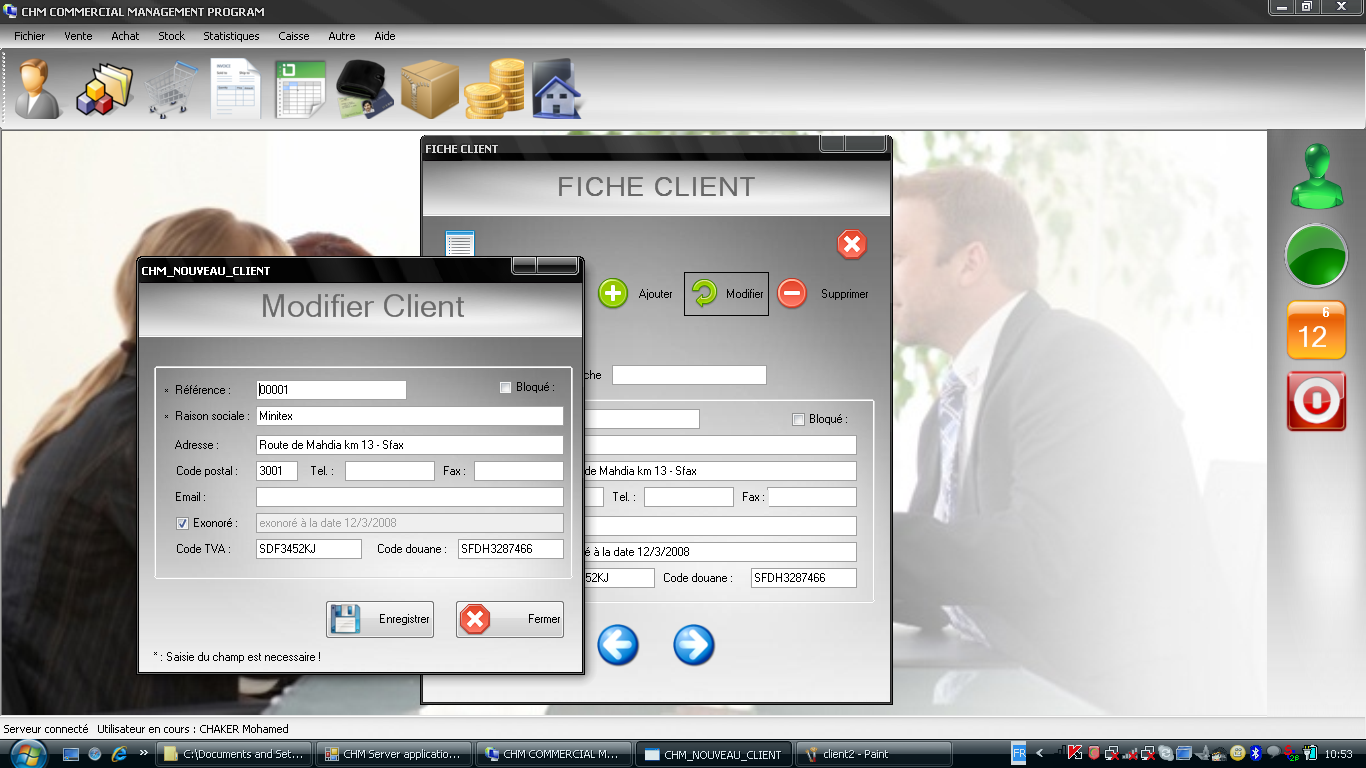 CHM COMMERCIAL MANAGEMENT PROGRAM
Fichier Vente Achat Stock Statistiques Caisse Autre Aide
INVOICE
FICHE CLIENT
FICHE CLIENT
Ajouter Modifier Supprimer
che
Bloqué :
de Mahdia km 13 - Sfax
Tel. : Fax :
é à la date 12/3/2008
52KJ Code douane : SFDH3287466
CHM_NOUVEAU_CLIENT
Modifier Client
* Référence : 00001 Bloqué :
* Raison sociale : Minitex
Adresse : Route de Mahdia km 13 - Sfax
Code postal : 3001 Tel. : Fax :
Email :
Exonoré : exonoré à la date 12/3/2008
Code TVA : SDF3452KJ Code douane : SFDH3287466
Enregistrer Fermer
* : Saisie du champ est necessaire !
6
12
Serveur connecté Utilisateur en cours : CHAKER Mohamed
C:\Documents and Set... CHM Server applicatio... CHM COMMERCIAL M... CHM_NOUVEAU_CLIENT client2 - Paint FR 10:53